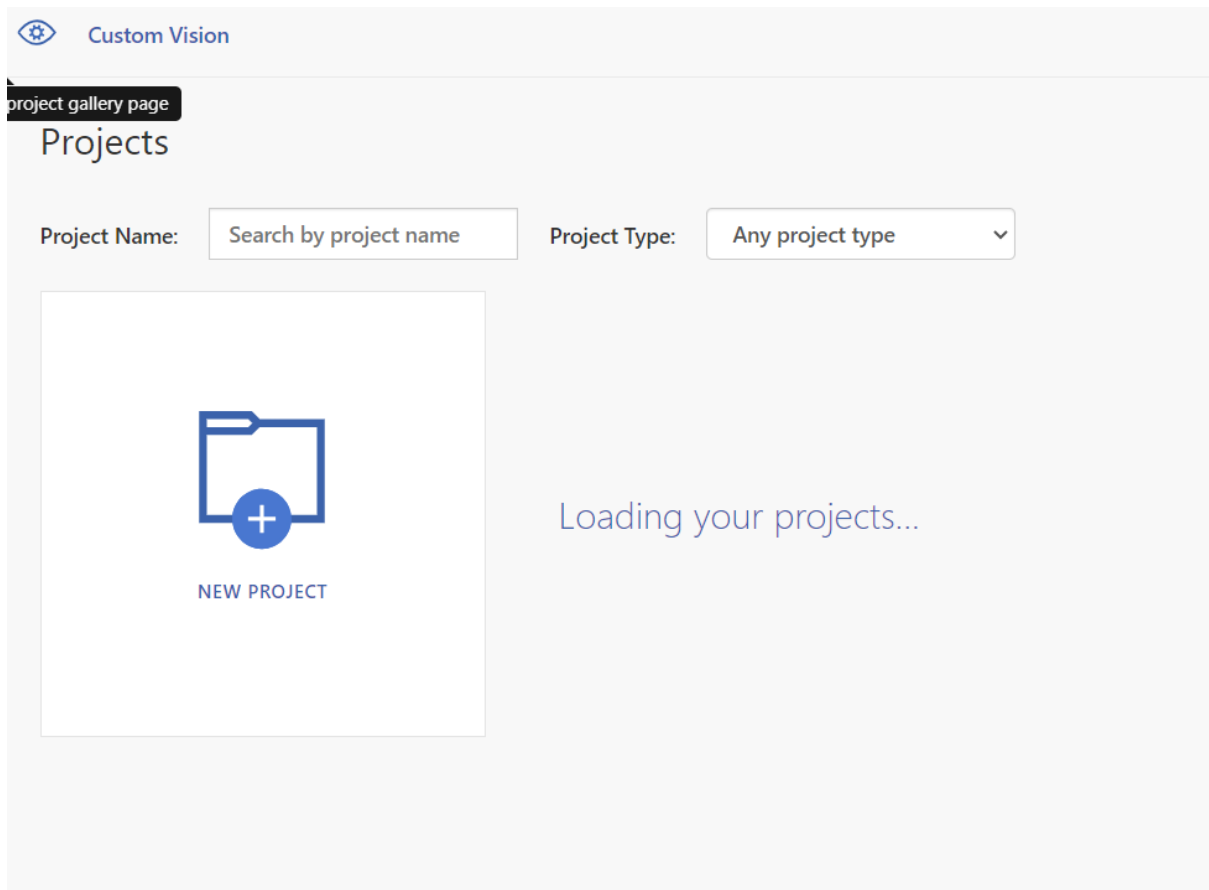 Custom Vision
project gallery page
Projects
Project Name: Search by project name Project Type: Any project type
Loading your projects...
NEW PROJECT